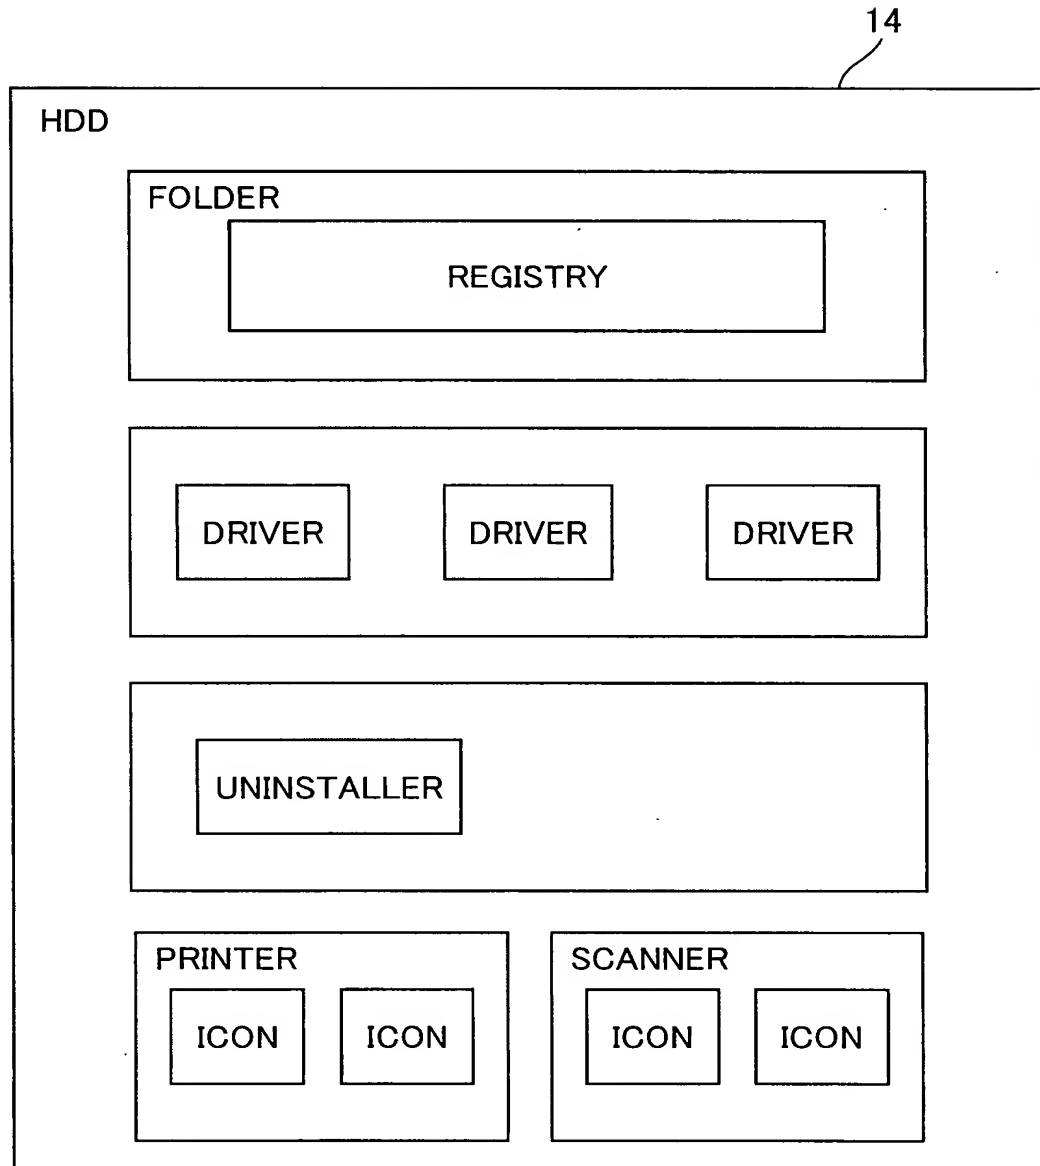 14
HDD
FOLDER
REGISTRY
DRIVER DRIVER DRIVER
UNINSTALLER
PRINTER SCANNER
ICON ICON ICON ICON